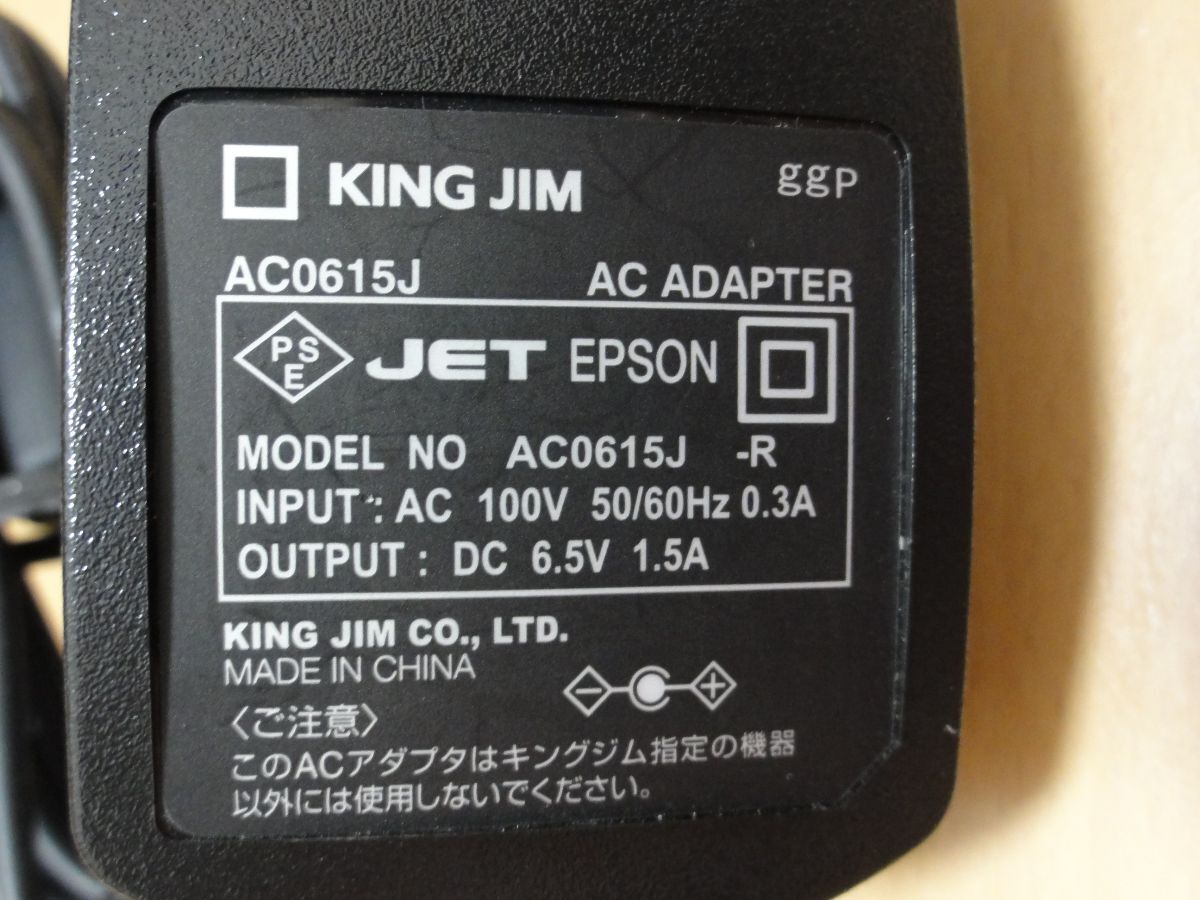 KING JIM
ggP
AC0615J AC ADAPTER
PSE JET EPSON
MODEL NO AC0615J -R
INPUT : AC 100V 50/60Hz 0.3A
OUTPUT : DC 6.5V 1.5A
KING JIM CO., LTD.
MADE IN CHINA
〈ご注意〉
このACアダプタはキングジム指定の機器
以外には使用しないでください。